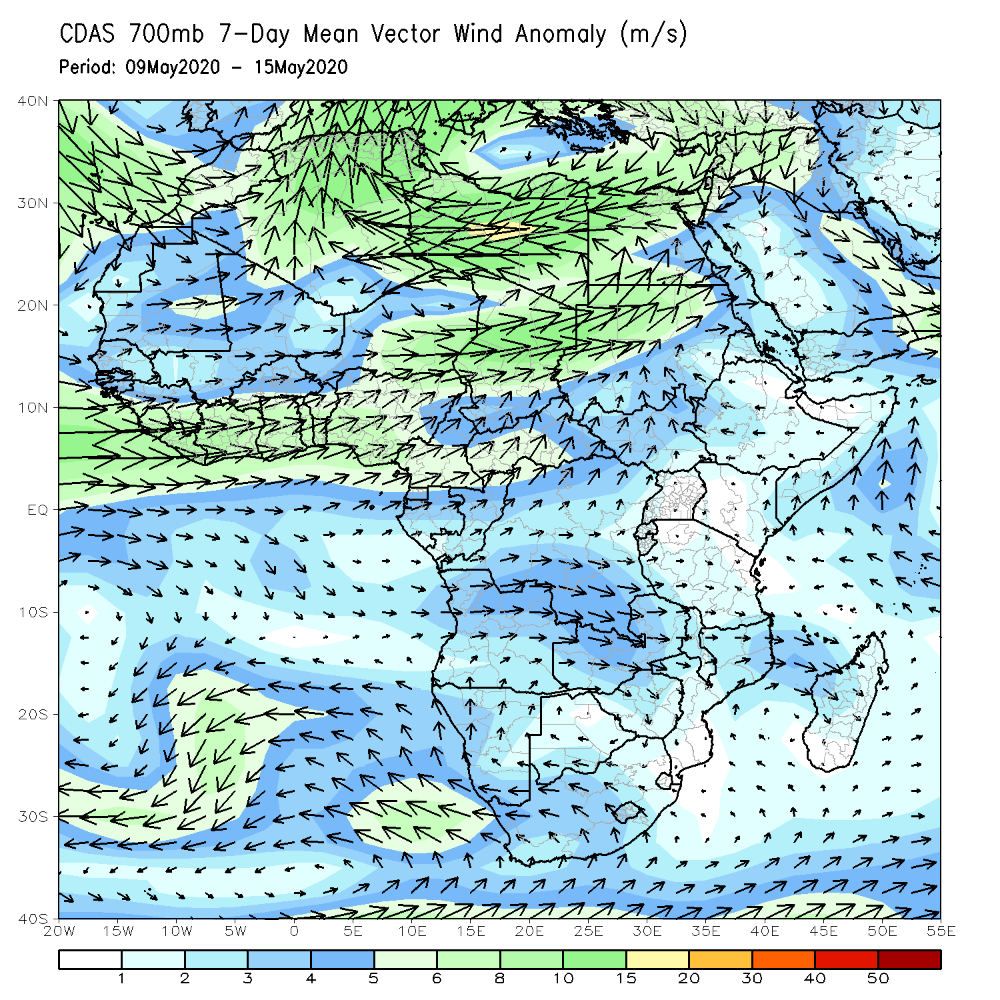 CDAS 700mb 7-Day Mean Vector Wind Anomaly (m/s)
Period: 09May2020 - 15May2020
40N
30N
20N
10N
EQ
10S
20S
30S
40S
20W 15W 10W 5W 0 5E 10E 15E 20E 25E 30E 35E 40E 45E 50E 55E
1 2 3 4 5 6 8 10 15 20 30 40 50